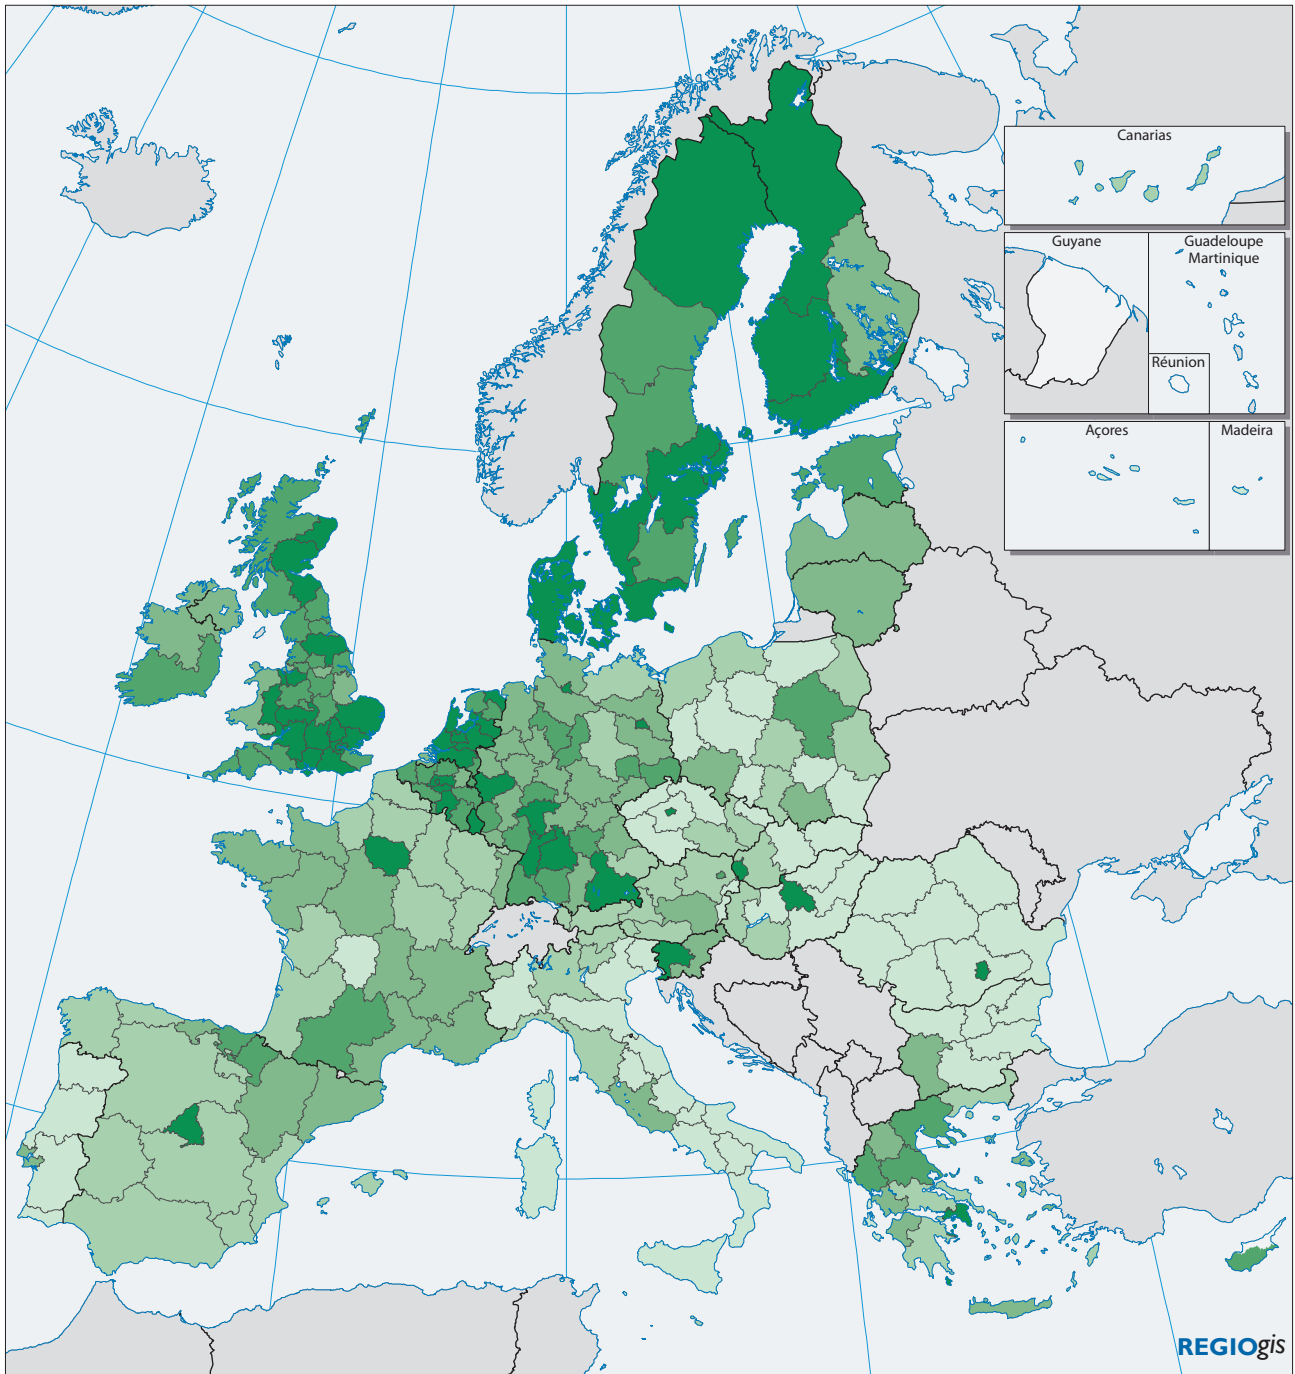 Canarias
Guyane
Guadeloupe
Martinique
Réunion
Açores
Madeira
REGIOgis